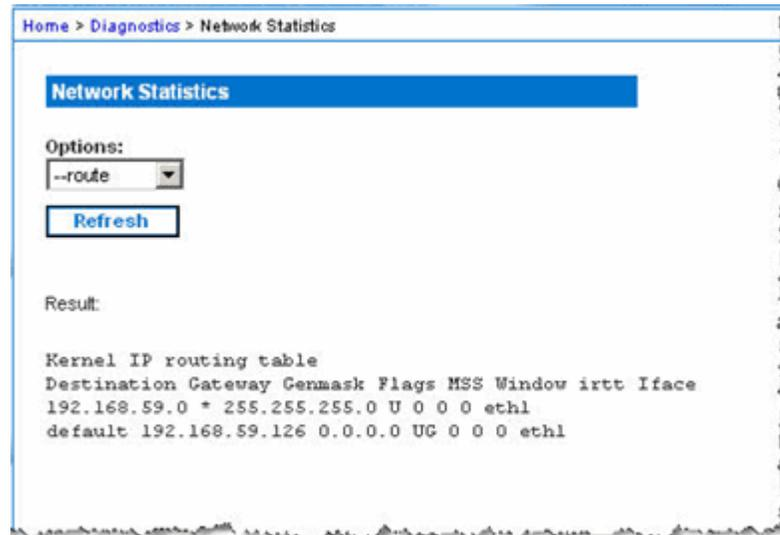 Home > Diagnostics > Network Statistics
Network Statistics
Options:
--route
Refresh
Result:
Kernel IP routing table
Destination Gateway Genmask Flags MSS Window irtt Iface
192.168.59.0 * 255.255.255.0 U 0 0 0 eth1
default 192.168.59.126 0.0.0.0 UG 0 0 0 eth1